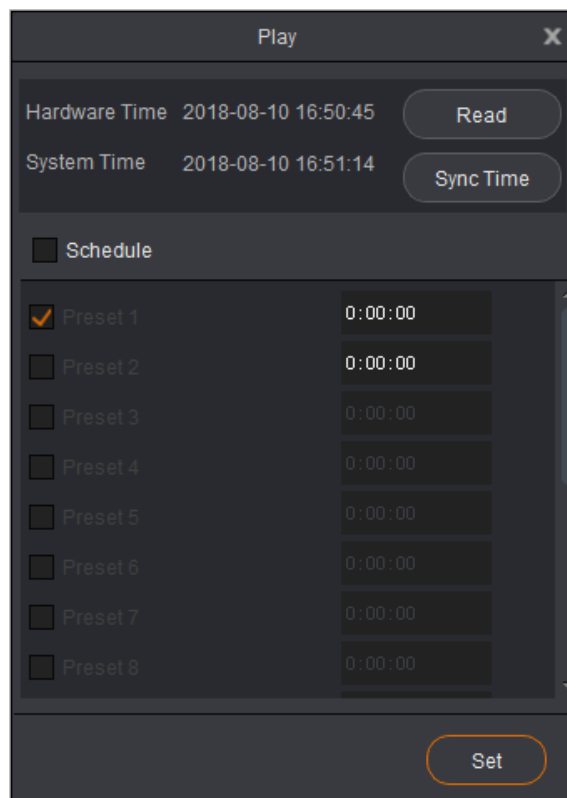 Play X
Hardware Time 2018-08-10 16:50:45 Read
System Time 2018-08-10 16:51:14 Sync Time
Schedule
Preset 1 0:00:00
Preset 2 0:00:00
Preset 3 0:00:00
Preset 4 0:00:00
Preset 5 0:00:00
Preset 6 0:00:00
Preset 7 0:00:00
Preset 8 0:00:00
Set